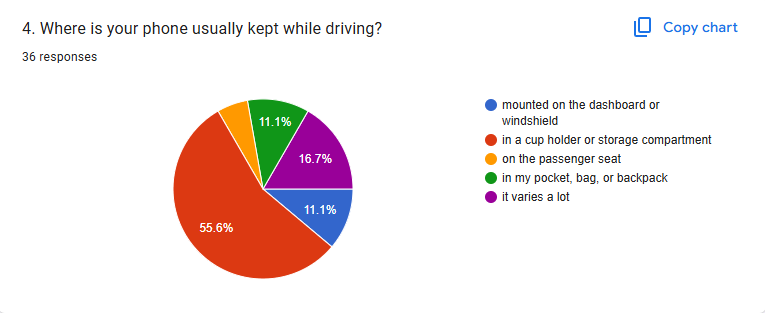 4. Where is your phone usually kept while driving?
Copy chart
36 responses
mounted on the dashboard or
windshield
in a cup holder or storage compartment
on the passenger seat
in my pocket, bag, or backpack
it varies a lot
11.1%
16.7%
11.1%
55.6%